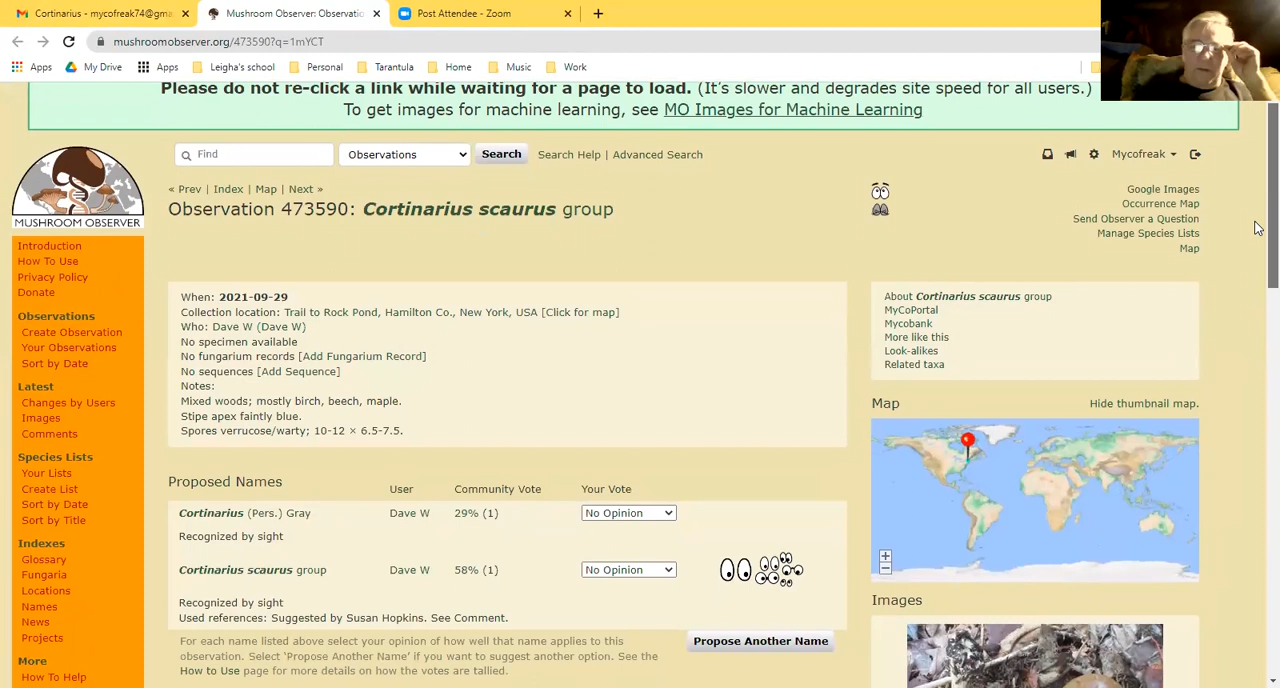 Cortinarius - mycofreak74@gma
Mushroom Observer: Observatio
Post Attendee - Zoom
mushroomobserver.org/473590?q=1mYCT
Apps
My Drive
Apps
Leigha's school
Personal
Tarantula
Home
Music
Work
Please do not re-click a link while waiting for a page to load. (It's slower and degrades site speed for all users.)
To get images for machine learning, see MO Images for Machine Learning
Find
Observations
Search
Search Help | Advanced Search
Mycofreak
MUSHROOM OBSERVER
« Prev | Index | Map | Next »
Observation 473590: Cortinarius scaurus group
Google Images
Occurrence Map
Send Observer a Question
Manage Species Lists
Map
Introduction
How To Use
Privacy Policy
Donate
Observations
Create Observation
Your Observations
Sort by Date
Latest
Changes by Users
Images
Comments
Species Lists
Your Lists
Create List
Sort by Date
Sort by Title
Indexes
Glossary
Fungaria
Locations
Names
News
Projects
More
How To Help
When: 2021-09-29
Collection location: Trail to Rock Pond, Hamilton Co., New York, USA [Click for map]
Who: Dave W (Dave W)
No specimen available
No fungarium records [Add Fungarium Record]
No sequences [Add Sequence]
Notes:
Mixed woods; mostly birch, beech, maple.
Stipe apex faintly blue.
Spores verrucose/warty; 10-12 × 6.5-7.5.
About Cortinarius scaurus group
MyCoPortal
Mycobank
More like this
Look-alikes
Related taxa
Map
Hide thumbnail map.
Images
Proposed Names
User
Community Vote
Your Vote
Cortinarius (Pers.) Gray
Dave W
29% (1)
No Opinion
Recognized by sight
Cortinarius scaurus group
Dave W
58% (1)
No Opinion
Recognized by sight
Used references: Suggested by Susan Hopkins. See Comment.
For each name listed above select your opinion of how well that name applies to this
observation. Select 'Propose Another Name' if you want to suggest another option. See the
How to Use page for more details on how the votes are tallied.
Propose Another Name